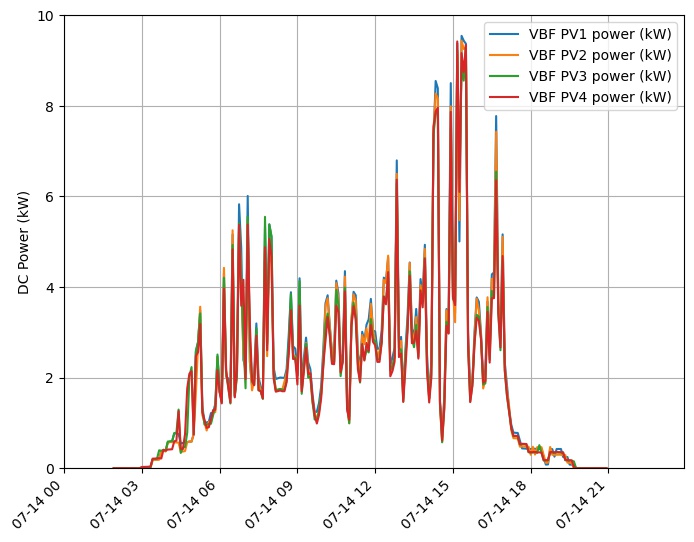 10
8
6
4
2
0
DC Power (kW)
VBF PV1 power (kW)
VBF PV2 power (kW)
VBF PV3 power (kW)
VBF PV4 power (kW)
07-14 00
07-14 03
07-14 06
07-14 09
07-14 12
07-14 15
07-14 18
07-14 21